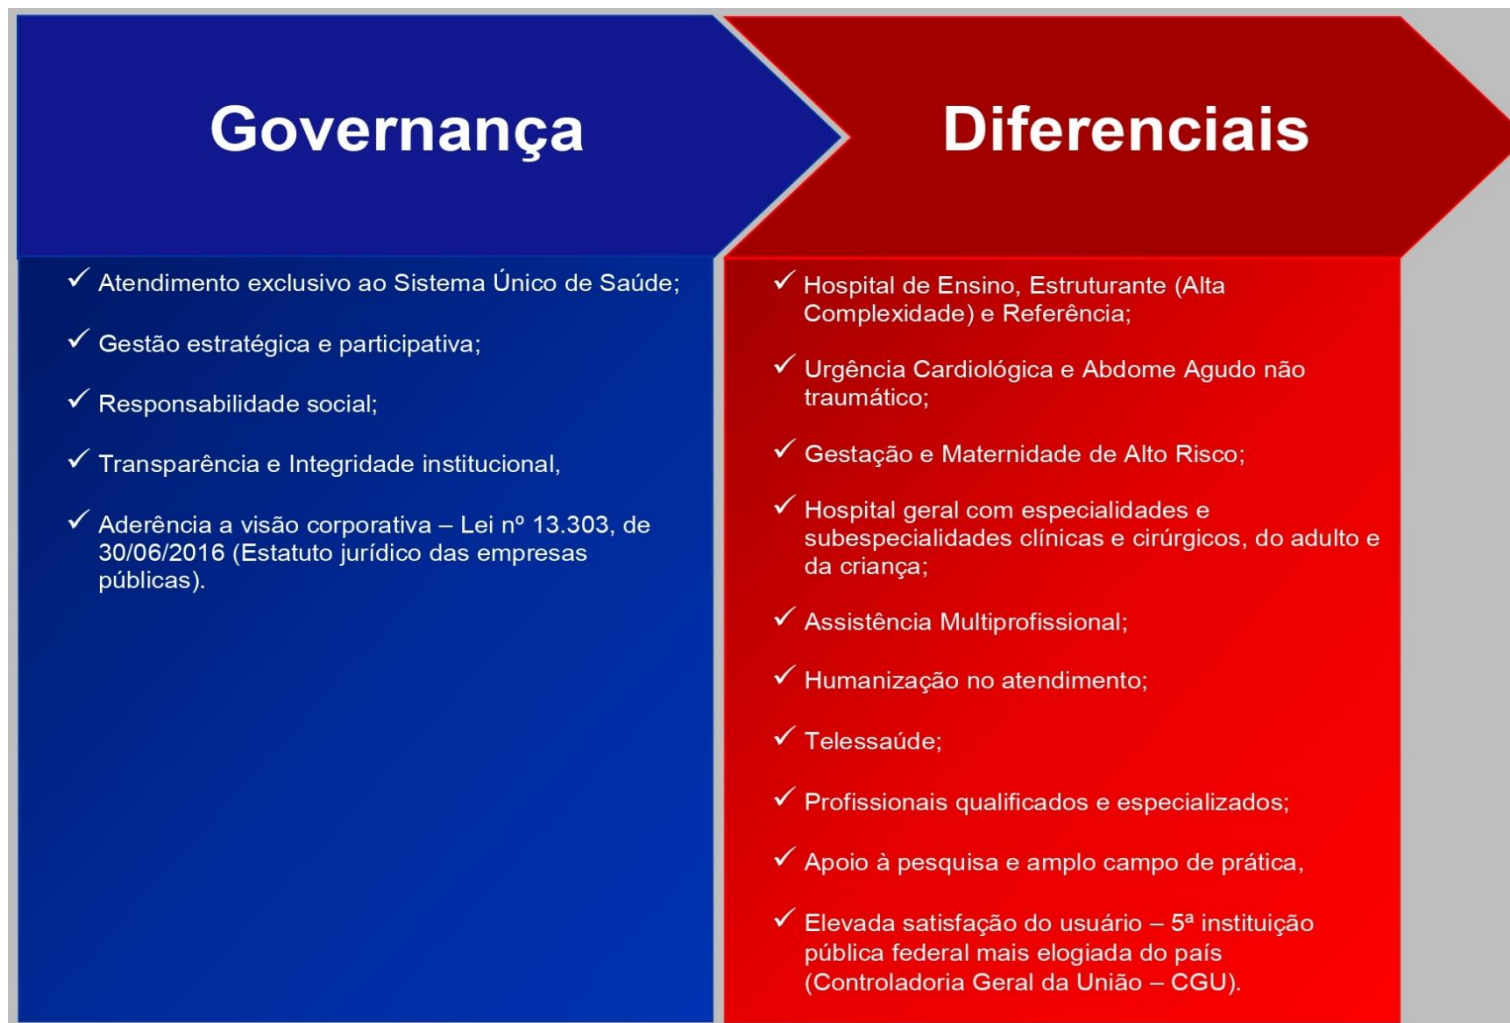 Governança
Atendimento exclusivo ao Sistema Único de Saúde;
Gestão estratégica e participativa;
Responsabilidade social;
Transparência e Integridade institucional,
Aderência a visão corporativa – Lei nº 13.303, de
30/06/2016 (Estatuto jurídico das empresas
públicas).
Diferenciais
Hospital de Ensino, Estruturante (Alta
Complexidade) e Referência;
Urgência Cardiológica e Abdome Agudo não
traumático;
Gestação e Maternidade de Alto Risco;
Hospital geral com especialidades e
subespecialidades clínicas e cirúrgicos, do adulto e
da criança;
Assistência Multiprofissional;
Humanização no atendimento;
Telessaúde;
Profissionais qualificados e especializados;
Apoio à pesquisa e amplo campo de prática,
Elevada satisfação do usuário – 5ª instituição
pública federal mais elogiada do país
(Controladoria Geral da União – CGU).